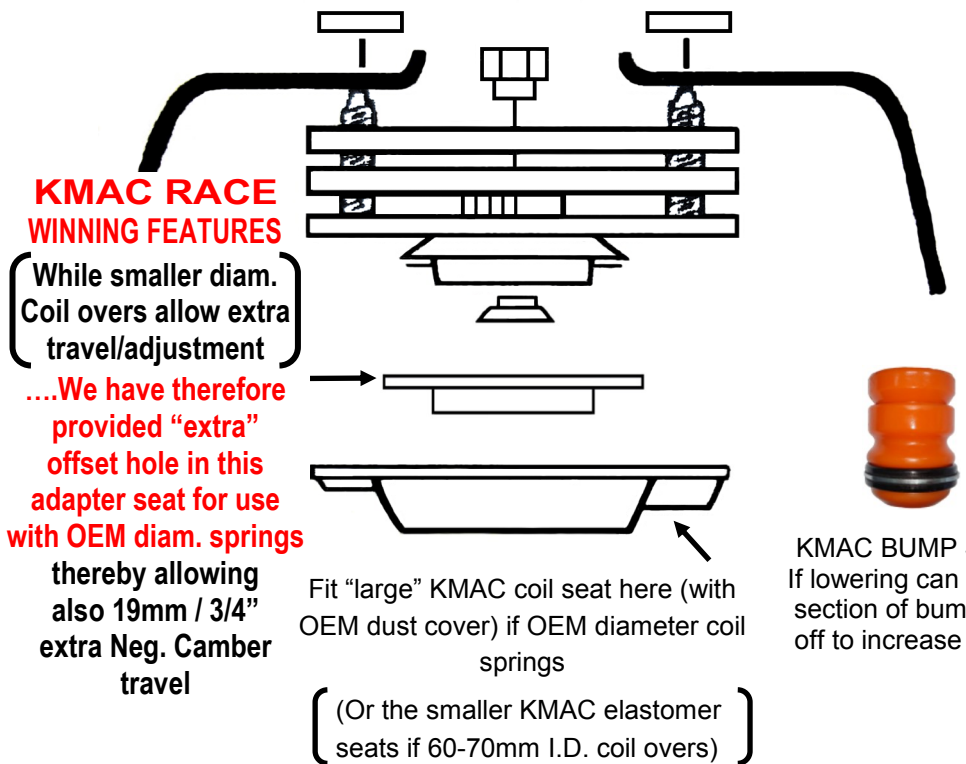 KMAC RACE
WINNING FEATURES
While smaller diam.
Coil overs allow extra
travel/adjustment
….We have therefore
provided “extra”
offset hole in this
adapter seat for use
with OEM diam. springs
thereby allowing
also 19mm / 3/4”
extra Neg. Camber
travel
Fit “large” KMAC coil seat here (with
OEM dust cover) if OEM diameter coil
springs
(Or the smaller KMAC elastomer
seats if 60-70mm I.D. coil overs)
KMAC BUMP
If lowering can
section of bum
off to increase